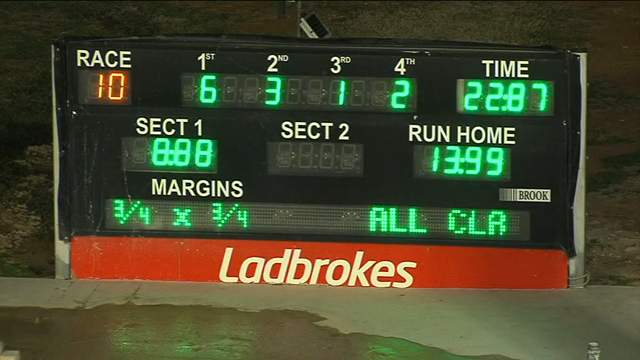 RACE 1ST 2ND 3RD 4TH TIME
10 6 3 1 2 22:87
SECT 1 SECT 2 RUN HOME
8:88 13:99
BROOK
MARGINS
3/4 x 3/4 ALL CLA
Ladbrokes